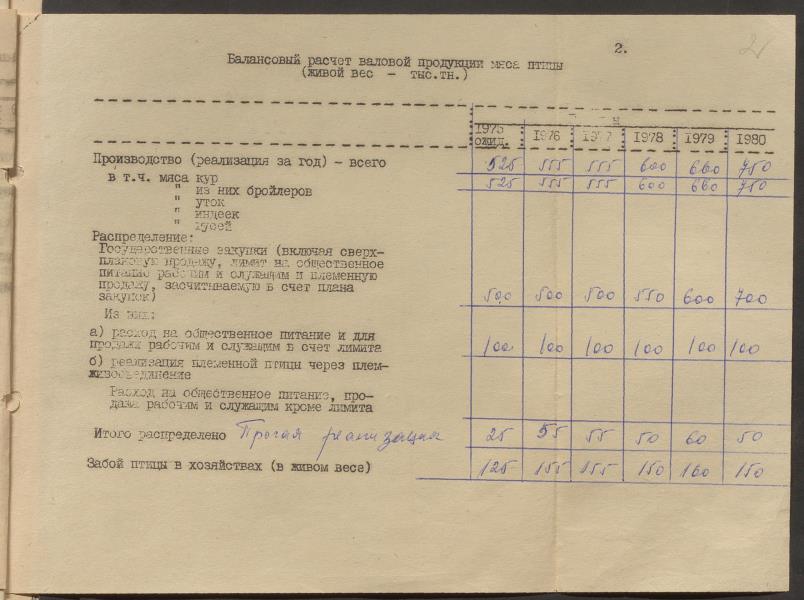 2.
Балансовый расчет валовой продукции мяса птицы
(живой вес - тыс.тн.)
1975
ожид. 1976 1977 1978 1979 1980
Производство (реализация за год) - всего 525 555 555 600 660 750
в т.ч. мяса кур 525 555 555 600 660 750
" из них бройлеров
" уток
" индеек
" гусей
Распределение:
Государственные закупки (включая сверх-
плановую продажу, лимит на общественное
питание рабочим и служащим и племенную
продажу, засчитываемую в счет плана
закупок) 500 500 500 550 600 700
Из них:
а) расход на общественное питание и для
продажи рабочим и служащим в счет лимита 100 100 100 100 100 100
б) реализация племенной птицы через плем-
живобъединение
Расход на общественное питание, про-
дажа рабочим и служащим кроме лимита
Итого распределено Прочая реализация 25 55 55 50 60 50
Забой птицы в хозяйствах (в живом весе) 125 155 155 150 160 150